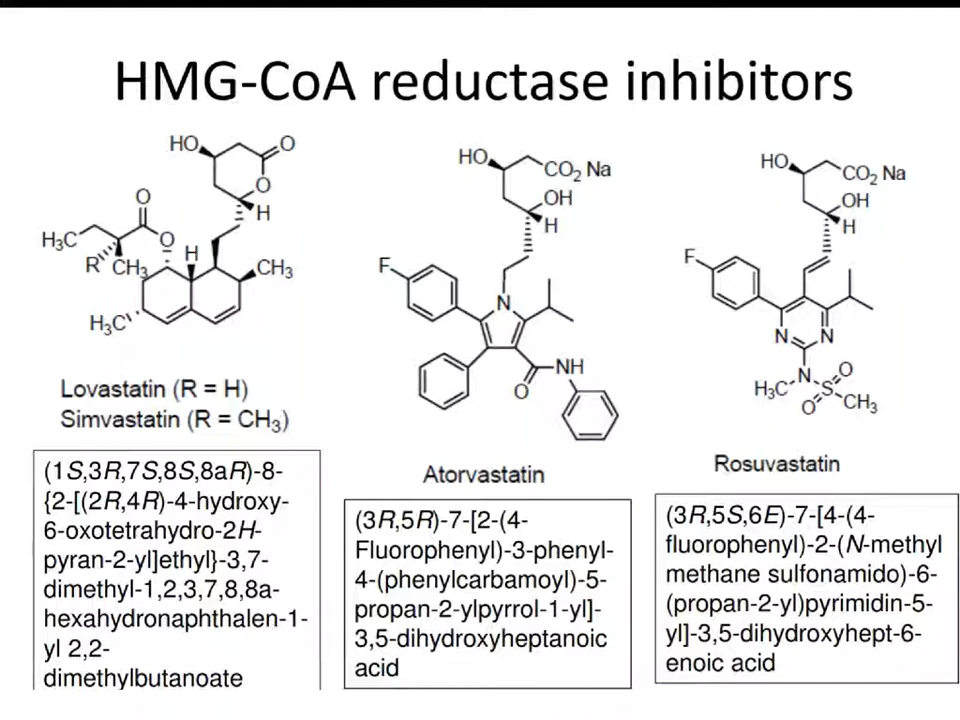 HMG-CoA reductase inhibitors
HO
O
O
H
O
H₃C
O
H
R
CH₃
CH₃
H₃C
Lovastatin (R = H)
Simvastatin (R = CH₃)
(1S,3R,7S,8S,8aR)-8-
{2-[(2R,4R)-4-hydroxy-
6-oxotetrahydro-2H-
pyran-2-yl]ethyl}-3,7-
dimethyl-1,2,3,7,8,8a-
hexahydronaphthalen-1-
yl 2,2-
dimethylbutanoate
HO
CO₂ Na
OH
H
F
N
NH
O
Atorvastatin
(3R,5R)-7-[2-(4-
Fluorophenyl)-3-phenyl-
4-(phenylcarbamoyl)-5-
propan-2-ylpyrrol-1-yl]-
3,5-dihydroxyheptanoic
acid
HO
CO₂ Na
OH
H
F
N
N
N
O
H₃C
S
O
CH₃
Rosuvastatin
(3R,5S,6E)-7-[4-(4-
fluorophenyl)-2-(N-methyl
methane sulfonamido)-6-
(propan-2-yl)pyrimidin-5-
yl]-3,5-dihydroxyhept-6-
enoic acid